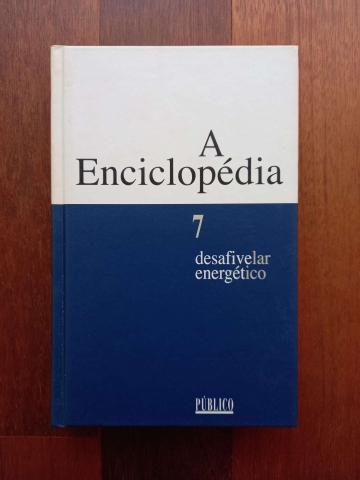 A
Enciclopédia
7
desafivelar
energético
PÚBLICO